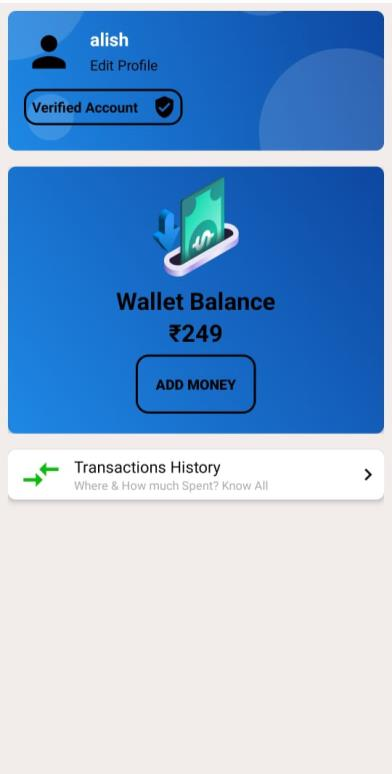 alish
Edit Profile
Verified Account
Wallet Balance
₹249
ADD MONEY
Transactions History
Where & How much Spent? Know All